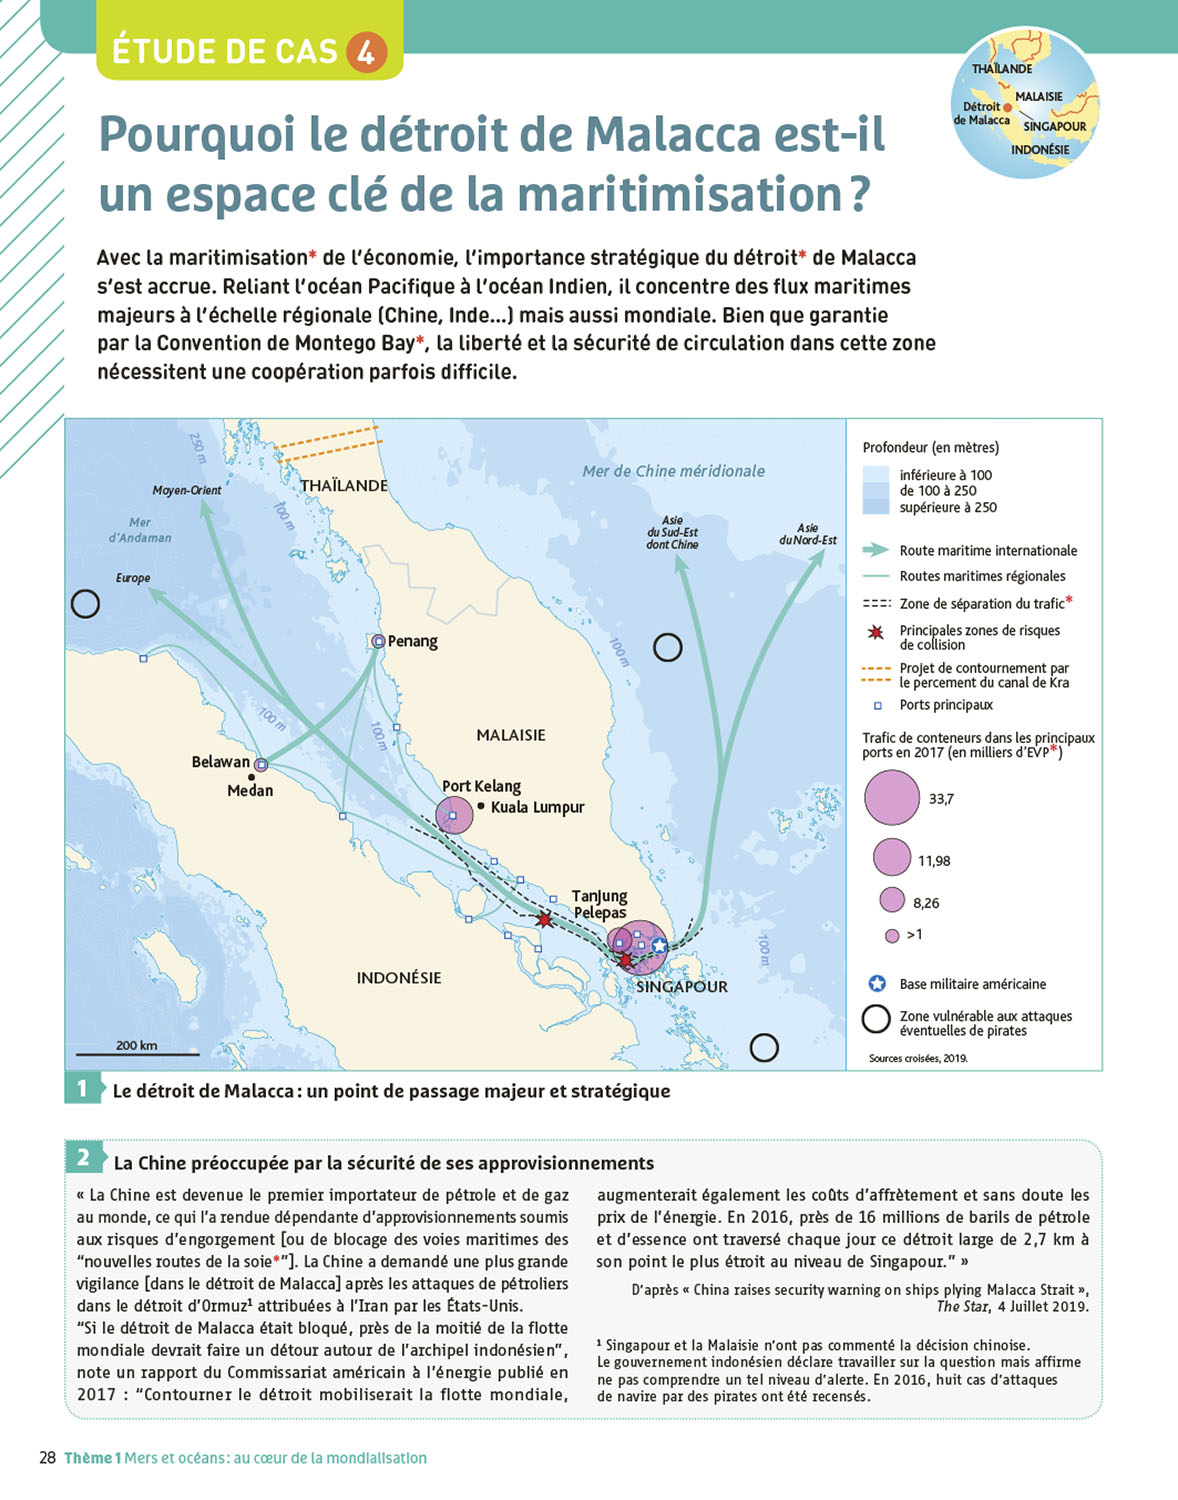 ÉTUDE DE CAS 4
THAÏLANDE
MALAISIE
Détroit
de Malacca
SINGAPOUR
INDONÉSIE
Pourquoi le détroit de Malacca est-il
un espace clé de la maritimisation ?
Avec la maritimisation* de l'économie, l'importance stratégique du détroit* de Malacca
s'est accrue. Reliant l'océan Pacifique à l'océan Indien, il concentre des flux maritimes
majeurs à l'échelle régionale (Chine, Inde...) mais aussi mondiale. Bien que garantie
par la Convention de Montego Bay*, la liberté et la sécurité de circulation dans cette zone
nécessitent une coopération parfois difficile.
250 m
Moyen-Orient
THAÏLANDE
Mer de Chine méridionale
100 m
Mer
d'Andaman
Asie
du Sud-Est
dont Chine
Asie
du Nord-Est
Europe
Penang
100 m
100 m
100 m
MALAISIE
Belawan
Medan
Port Kelang
Kuala Lumpur
Tanjung
Pelepas
100 m
INDONÉSIE
SINGAPOUR
200 km
Profondeur (en mètres)
inférieure à 100
de 100 à 250
supérieure à 250
Route maritime internationale
Routes maritimes régionales
Zone de séparation du trafic*
Principales zones de risques
de collision
Projet de contournement par
le percement du canal de Kra
Ports principaux
Trafic de conteneurs dans les principaux
ports en 2017 (en milliers d'EVP*)
33,7
11,98
8,26
>1
Base militaire américaine
Zone vulnérable aux attaques
éventuelles de pirates
Sources croisées, 2019.
1 Le détroit de Malacca : un point de passage majeur et stratégique
2 La Chine préoccupée par la sécurité de ses approvisionnements
« La Chine est devenue le premier importateur de pétrole et de gaz
au monde, ce qui l'a rendue dépendante d'approvisionnements soumis
aux risques d'engorgement [ou de blocage des voies maritimes des
"nouvelles routes de la soie*"]. La Chine a demandé une plus grande
vigilance [dans le détroit de Malacca] après les attaques de pétroliers
dans le détroit d'Ormuz¹ attribuées à l'Iran par les États-Unis.
"Si le détroit de Malacca était bloqué, près de la moitié de la flotte
mondiale devrait faire un détour autour de l'archipel indonésien",
note un rapport du Commissariat américain à l'énergie publié en
2017 : "Contourner le détroit mobiliserait la flotte mondiale,
augmenterait également les coûts d'affrètement et sans doute les
prix de l'énergie. En 2016, près de 16 millions de barils de pétrole
et d'essence ont traversé chaque jour ce détroit large de 2,7 km à
son point le plus étroit au niveau de Singapour." »
D'après « China raises security warning on ships plying Malacca Strait »,
The Star, 4 Juillet 2019.
¹ Singapour et la Malaisie n'ont pas commenté la décision chinoise.
Le gouvernement indonésien déclare travailler sur la question mais affirme
ne pas comprendre un tel niveau d'alerte. En 2016, huit cas d'attaques
de navire par des pirates ont été recensés.
28 Thème 1 Mers et océans : au cœur de la mondialisation